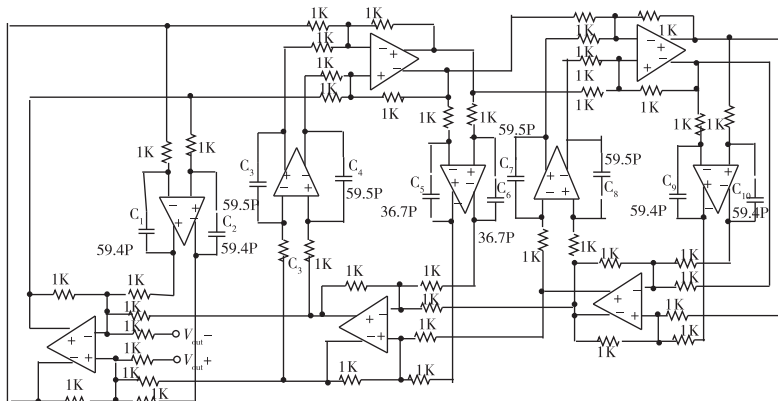 1K 1K 1K 1K
1K 1K 1K 1K
1K 1K 1K 1K
1K 1K 1K 1K
1K 1K 1K 1K
59.5P 59.5P
C3 C4 C5 C6 C7 C8 C9 C10
59.5P 59.5P 36.7P 59.4P 59.4P
C1 C2
59.4P 59.4P 36.7P
C3 1K 1K 1K
1K 1K 1K 1K 1K 1K
1K 1K 1K
1K Vout −
1K Vout +
1K 1K 1K
1K 1K 1K 1K
1K 1K